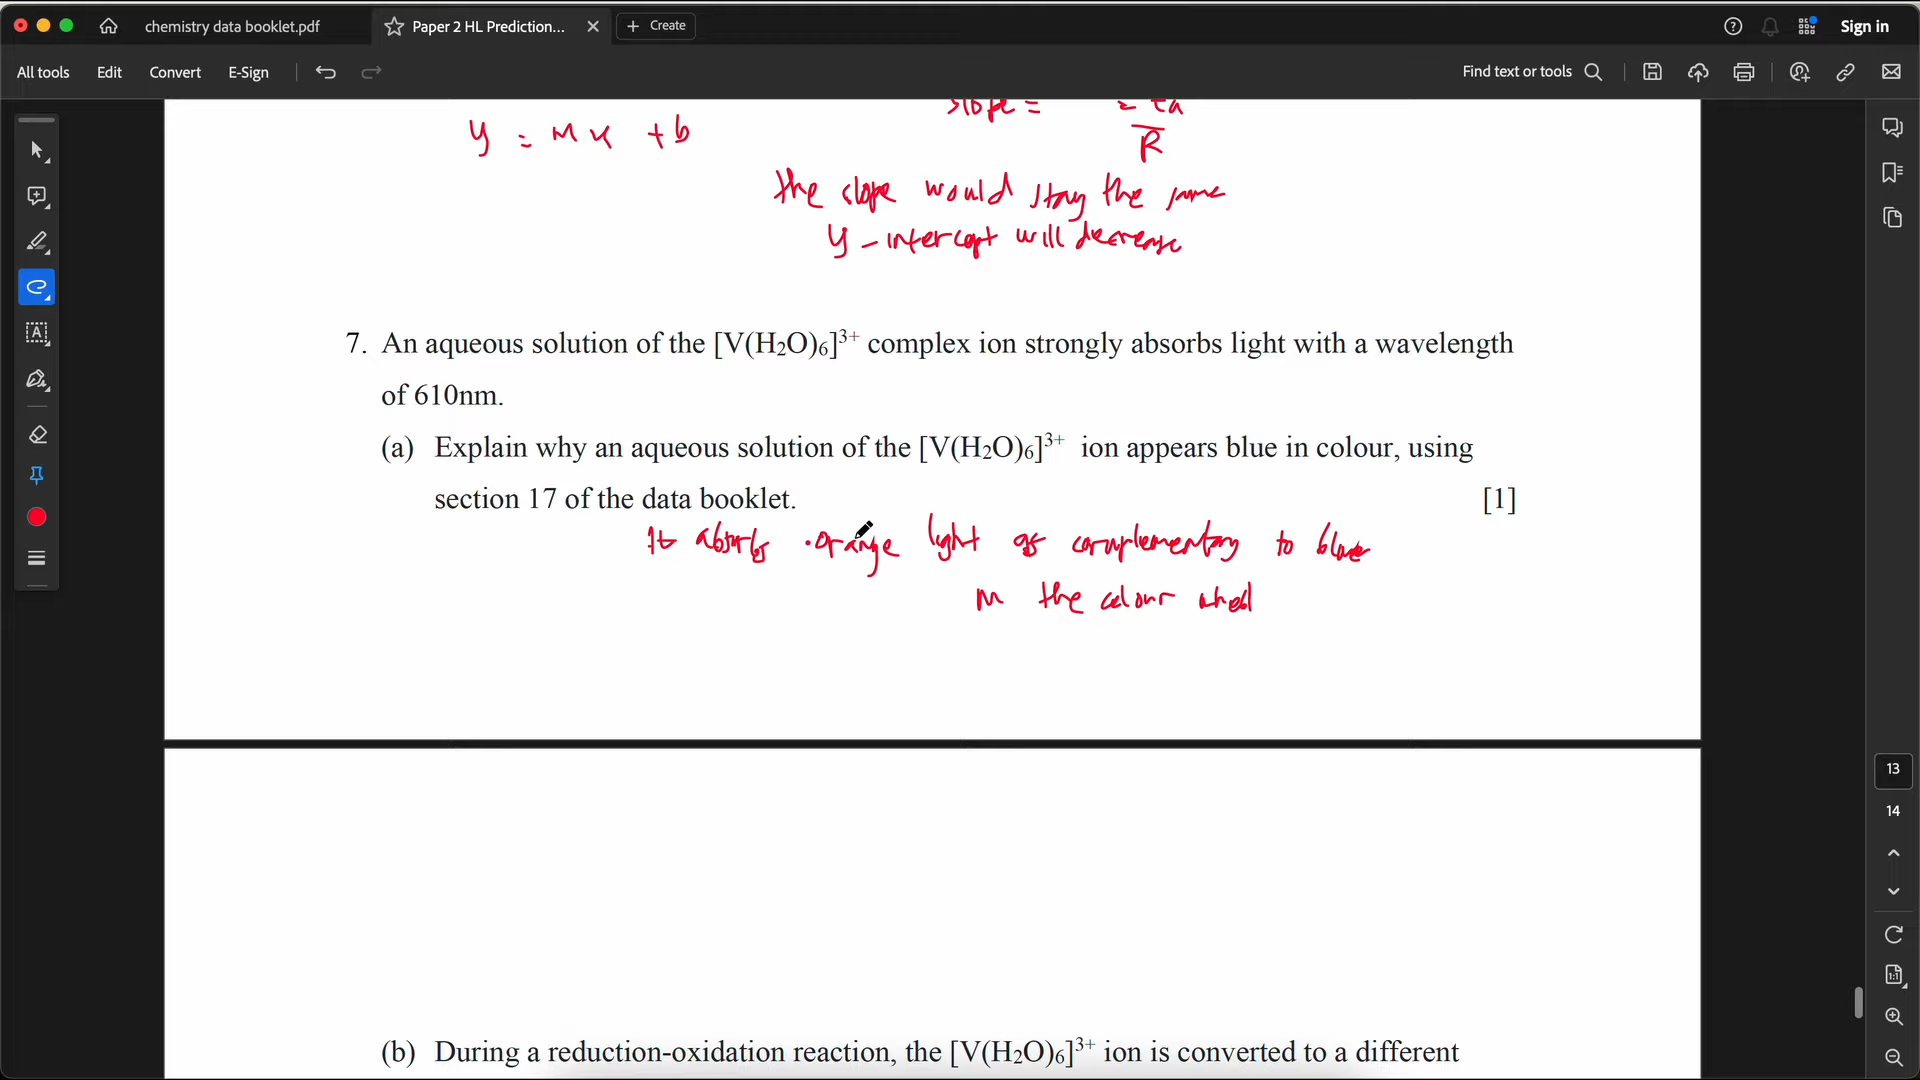 chemistry data booklet.pdf
Paper 2 HL Prediction...
Create
Sign in
All tools
Edit
Convert
E-Sign
Find text or tools
slope =
R
y = mx + b
the slope would stay the same
y-intercept will decrease
7. An aqueous solution of the [V(H₂O)₆]³⁺ complex ion strongly absorbs light with a wavelength
of 610nm.
(a) Explain why an aqueous solution of the [V(H₂O)₆]³⁺ ion appears blue in colour, using
section 17 of the data booklet. [1]
It absorbs orange light as complementary to blue
in the colour wheel
13
14
(b) During a reduction-oxidation reaction, the [V(H₂O)₆]³⁺ ion is converted to a different